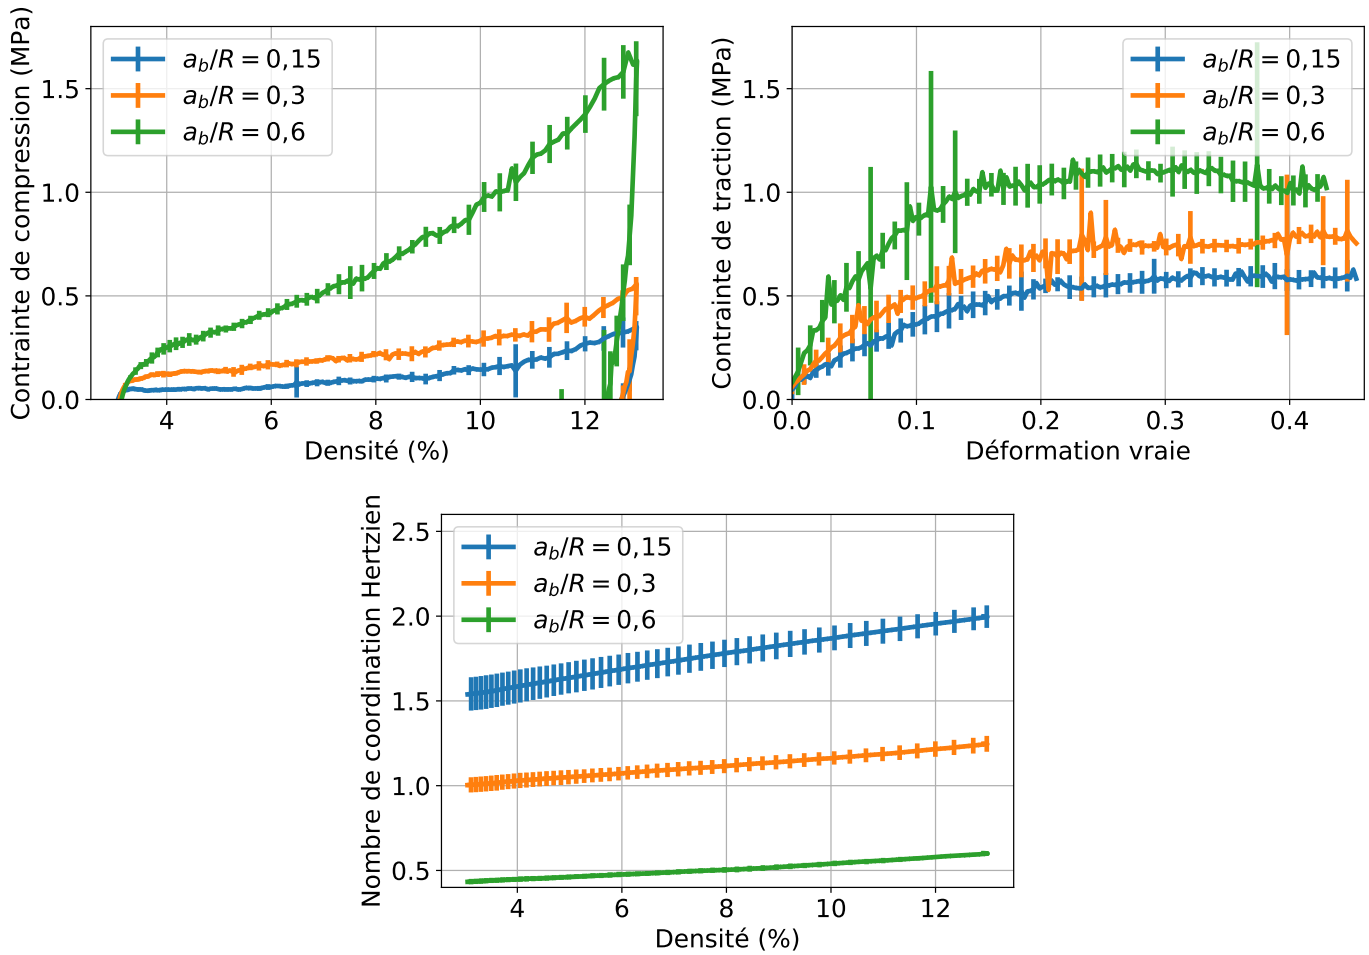 Contrainte de compression (MPa)
1.5
1.0
0.5
0.0
a_b/R = 0,15
a_b/R = 0,3
a_b/R = 0,6
4 6 8 10 12
Densité (%)
Contrainte de traction (MPa)
1.5
1.0
0.5
0.0
a_b/R = 0,15
a_b/R = 0,3
a_b/R = 0,6
0.0 0.1 0.2 0.3 0.4
Déformation vraie
Nombre de coordination Hertzien
2.5
2.0
1.5
1.0
0.5
a_b/R = 0,15
a_b/R = 0,3
a_b/R = 0,6
4 6 8 10 12
Densité (%)